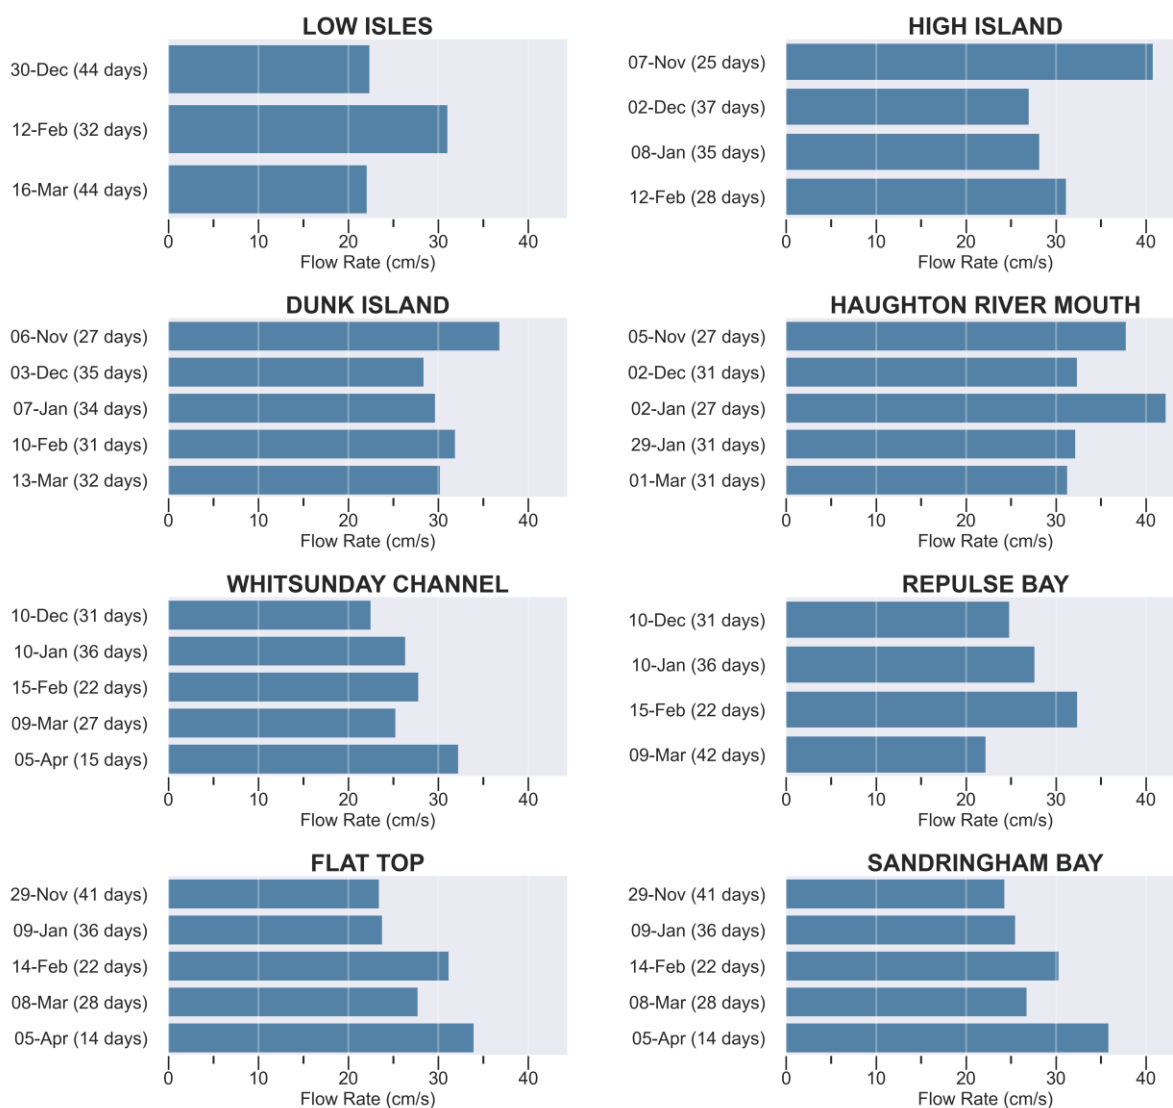 LOW ISLES
30-Dec (44 days)
12-Feb (32 days)
16-Mar (44 days)
0 10 20 30 40
Flow Rate (cm/s)
HIGH ISLAND
07-Nov (25 days)
02-Dec (37 days)
08-Jan (35 days)
12-Feb (28 days)
0 10 20 30 40
Flow Rate (cm/s)
DUNK ISLAND
06-Nov (27 days)
03-Dec (35 days)
07-Jan (34 days)
10-Feb (31 days)
13-Mar (32 days)
0 10 20 30 40
Flow Rate (cm/s)
HAUGHTON RIVER MOUTH
05-Nov (27 days)
02-Dec (31 days)
02-Jan (27 days)
29-Jan (31 days)
01-Mar (31 days)
0 10 20 30 40
Flow Rate (cm/s)
WHITSUNDAY CHANNEL
10-Dec (31 days)
10-Jan (36 days)
15-Feb (22 days)
09-Mar (27 days)
05-Apr (15 days)
0 10 20 30 40
Flow Rate (cm/s)
REPULSE BAY
10-Dec (31 days)
10-Jan (36 days)
15-Feb (22 days)
09-Mar (42 days)
0 10 20 30 40
Flow Rate (cm/s)
FLAT TOP
29-Nov (41 days)
09-Jan (36 days)
14-Feb (22 days)
08-Mar (28 days)
05-Apr (14 days)
0 10 20 30 40
Flow Rate (cm/s)
SANDRINGHAM BAY
29-Nov (41 days)
09-Jan (36 days)
14-Feb (22 days)
08-Mar (28 days)
05-Apr (14 days)
0 10 20 30 40
Flow Rate (cm/s)